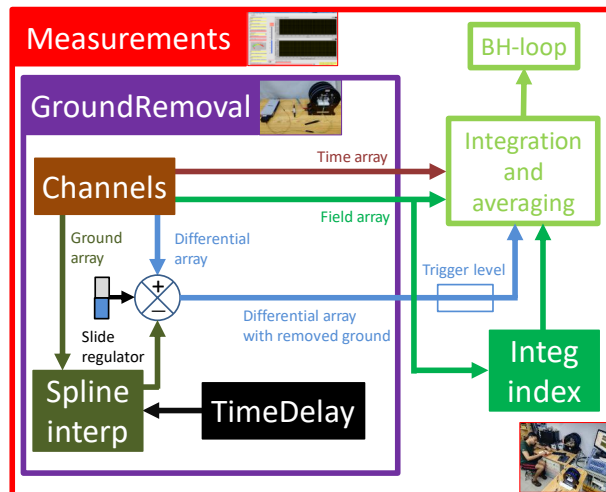 Measurements
BH-loop
GroundRemoval
Integration
and
averaging
Time array
Channels
Field array
Ground
array
Differential
array
Trigger level
+
−
Slide
regulator
Differential array
with removed ground
Spline
interp
TimeDelay
Integ
index